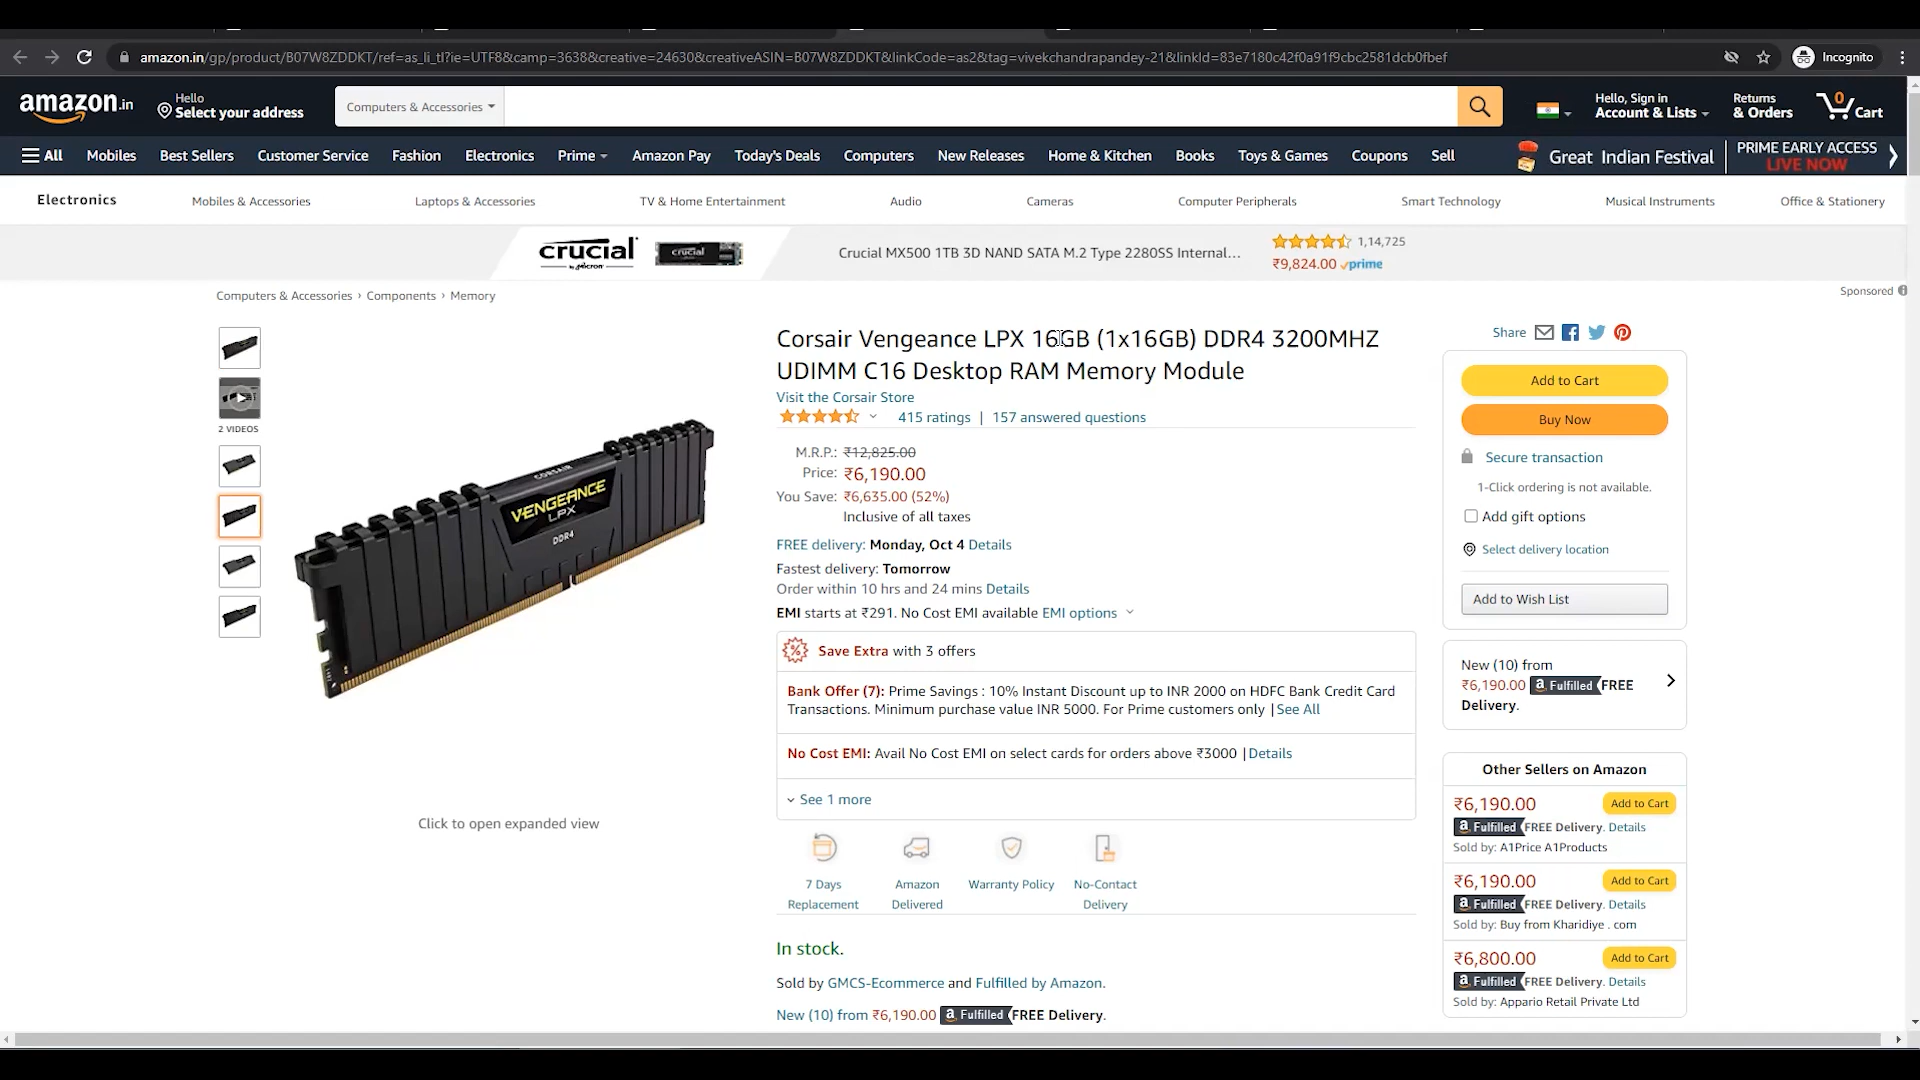 amazon.in/gp/product/B07W8ZDDKT/ref=as_li_tl?ie=UTF8&camp=3638&creative=24630&creativeASIN=B07W8ZDDKT&linkCode=as2&tag=vivekchandrapandey-21&linkId=83e7180c42f0a91f9cbc2581dcb0fbef
Incognito
amazon.in
Hello
Select your address
Computers & Accessories
Hello, Sign in
Account & Lists
Returns
& Orders
0
Cart
All
Mobiles
Best Sellers
Customer Service
Fashion
Electronics
Prime
Amazon Pay
Today's Deals
Computers
New Releases
Home & Kitchen
Books
Toys & Games
Coupons
Sell
Great Indian Festival
PRIME EARLY ACCESS
LIVE NOW
Electronics
Mobiles & Accessories
Laptops & Accessories
TV & Home Entertainment
Audio
Cameras
Computer Peripherals
Smart Technology
Musical Instruments
Office & Stationery
crucial
by Micron
crucial
Crucial MX500 1TB 3D NAND SATA M.2 Type 2280SS Internal...
1,14,725
₹9,824.00 prime
Computers & Accessories › Components › Memory
Sponsored
2 VIDEOS
CORSAIR
VENGEANCE
LPX
DDR4
Click to open expanded view
Corsair Vengeance LPX 16GB (1x16GB) DDR4 3200MHZ
UDIMM C16 Desktop RAM Memory Module
Visit the Corsair Store
415 ratings | 157 answered questions
M.R.P.: ₹12,825.00
Price: ₹6,190.00
You Save: ₹6,635.00 (52%)
Inclusive of all taxes
FREE delivery: Monday, Oct 4 Details
Fastest delivery: Tomorrow
Order within 10 hrs and 24 mins Details
EMI starts at ₹291. No Cost EMI available EMI options
Save Extra with 3 offers
Bank Offer (7): Prime Savings : 10% Instant Discount up to INR 2000 on HDFC Bank Credit Card
Transactions. Minimum purchase value INR 5000. For Prime customers only | See All
No Cost EMI: Avail No Cost EMI on select cards for orders above ₹3000 | Details
See 1 more
7 Days
Replacement
Amazon
Delivered
Warranty Policy
No-Contact
Delivery
In stock.
Sold by GMCS-Ecommerce and Fulfilled by Amazon.
New (10) from ₹6,190.00 a Fulfilled FREE Delivery.
Share
Add to Cart
Buy Now
Secure transaction
1-Click ordering is not available.
Add gift options
Select delivery location
Add to Wish List
New (10) from
₹6,190.00 a Fulfilled FREE
Delivery.
Other Sellers on Amazon
₹6,190.00 Add to Cart
a Fulfilled FREE Delivery. Details
Sold by: A1Price A1Products
₹6,190.00 Add to Cart
a Fulfilled FREE Delivery. Details
Sold by: Buy from Kharidiye . com
₹6,800.00 Add to Cart
a Fulfilled FREE Delivery. Details
Sold by: Appario Retail Private Ltd